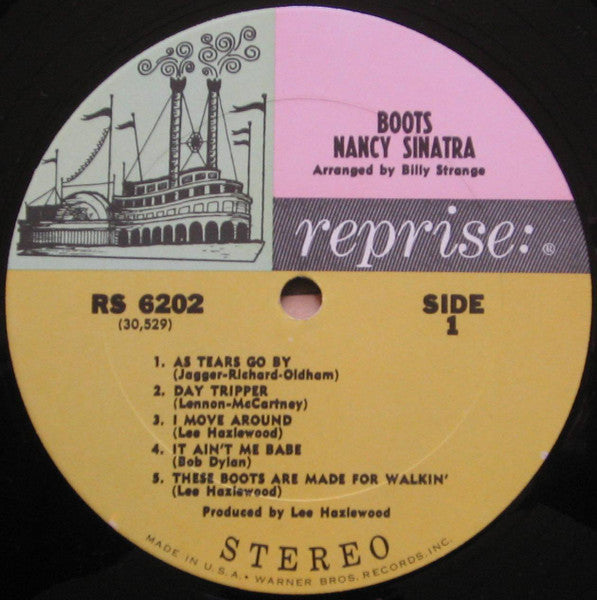 BOOTS
NANCY SINATRA
Arranged by Billy Strange
reprise:®
RS 6202
(30,529)
SIDE
1
1. AS TEARS GO BY
(Jagger-Richard-Oldham)
2. DAY TRIPPER
(Lennon-McCartney)
3. I MOVE AROUND
(Lee Hazlewood)
4. IT AIN'T ME BABE
(Bob Dylan)
5. THESE BOOTS ARE MADE FOR WALKIN'
(Lee Hazlewood)
Produced by Lee Hazlewood
STEREO
MADE IN U.S.A. • WARNER BROS. RECORDS, INC.